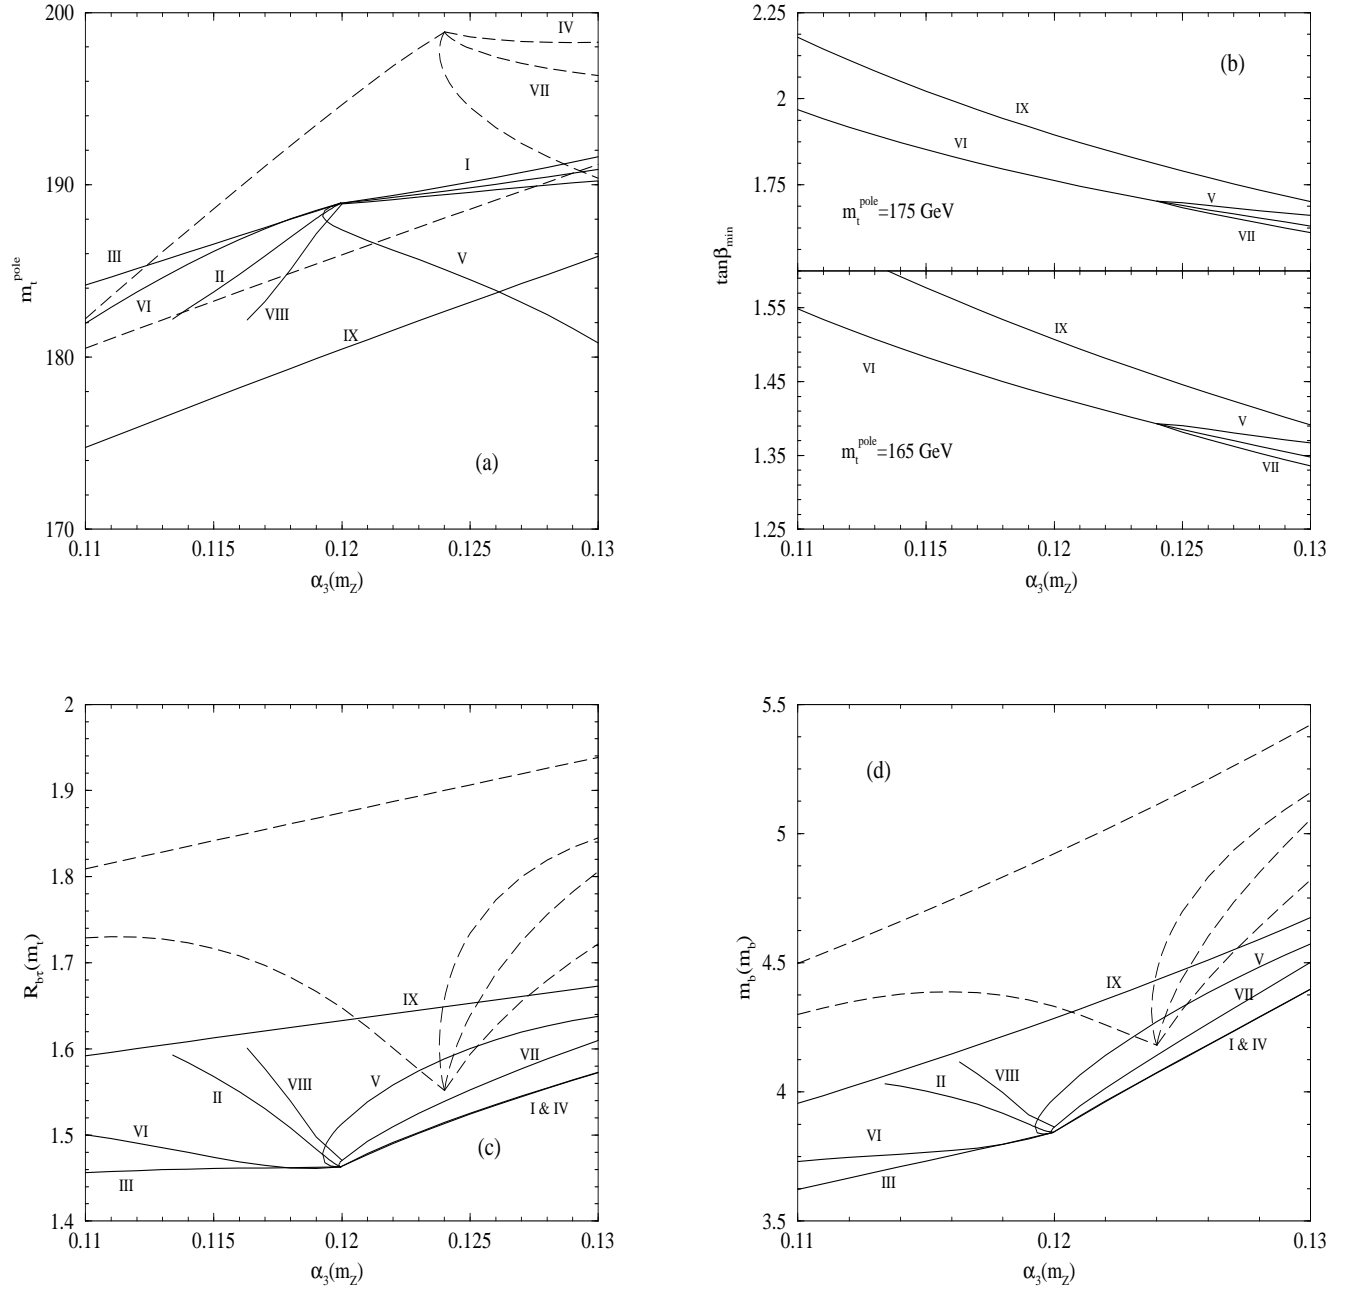 200
190
180
170
m_t^pole
IV
VII
I
III
II
V
VI
VIII
IX
(a)
0.11 0.115 0.12 0.125 0.13
α_3(m_Z)
2.25
2
1.75
(b)
IX
VI
V
VII
m_t^pole=175 GeV
tanβ_min
1.55
1.45
1.35
1.25
IX
VI
V
VII
m_t^pole=165 GeV
0.11 0.115 0.12 0.125 0.13
α_3(m_Z)
2
1.9
1.8
1.7
1.6
1.5
1.4
R_bτ(m_t)
IX
VII
VIII
V
II
I & IV
VI
(c)
III
0.11 0.115 0.12 0.125 0.13
α_3(m_Z)
5.5
5
4.5
4
3.5
m_b(m_b)
(d)
V
IX
VII
I & IV
VIII
II
VI
III
0.11 0.12 0.13
α_3(m_Z)